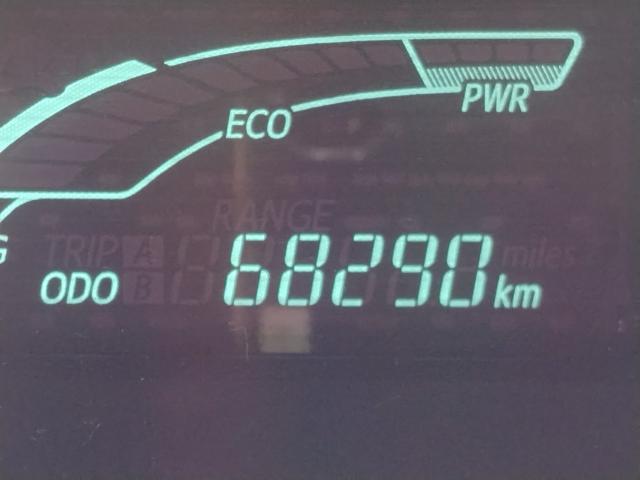 PWR
ECO
RANGE
TRIP A miles
ODO B 68290 km